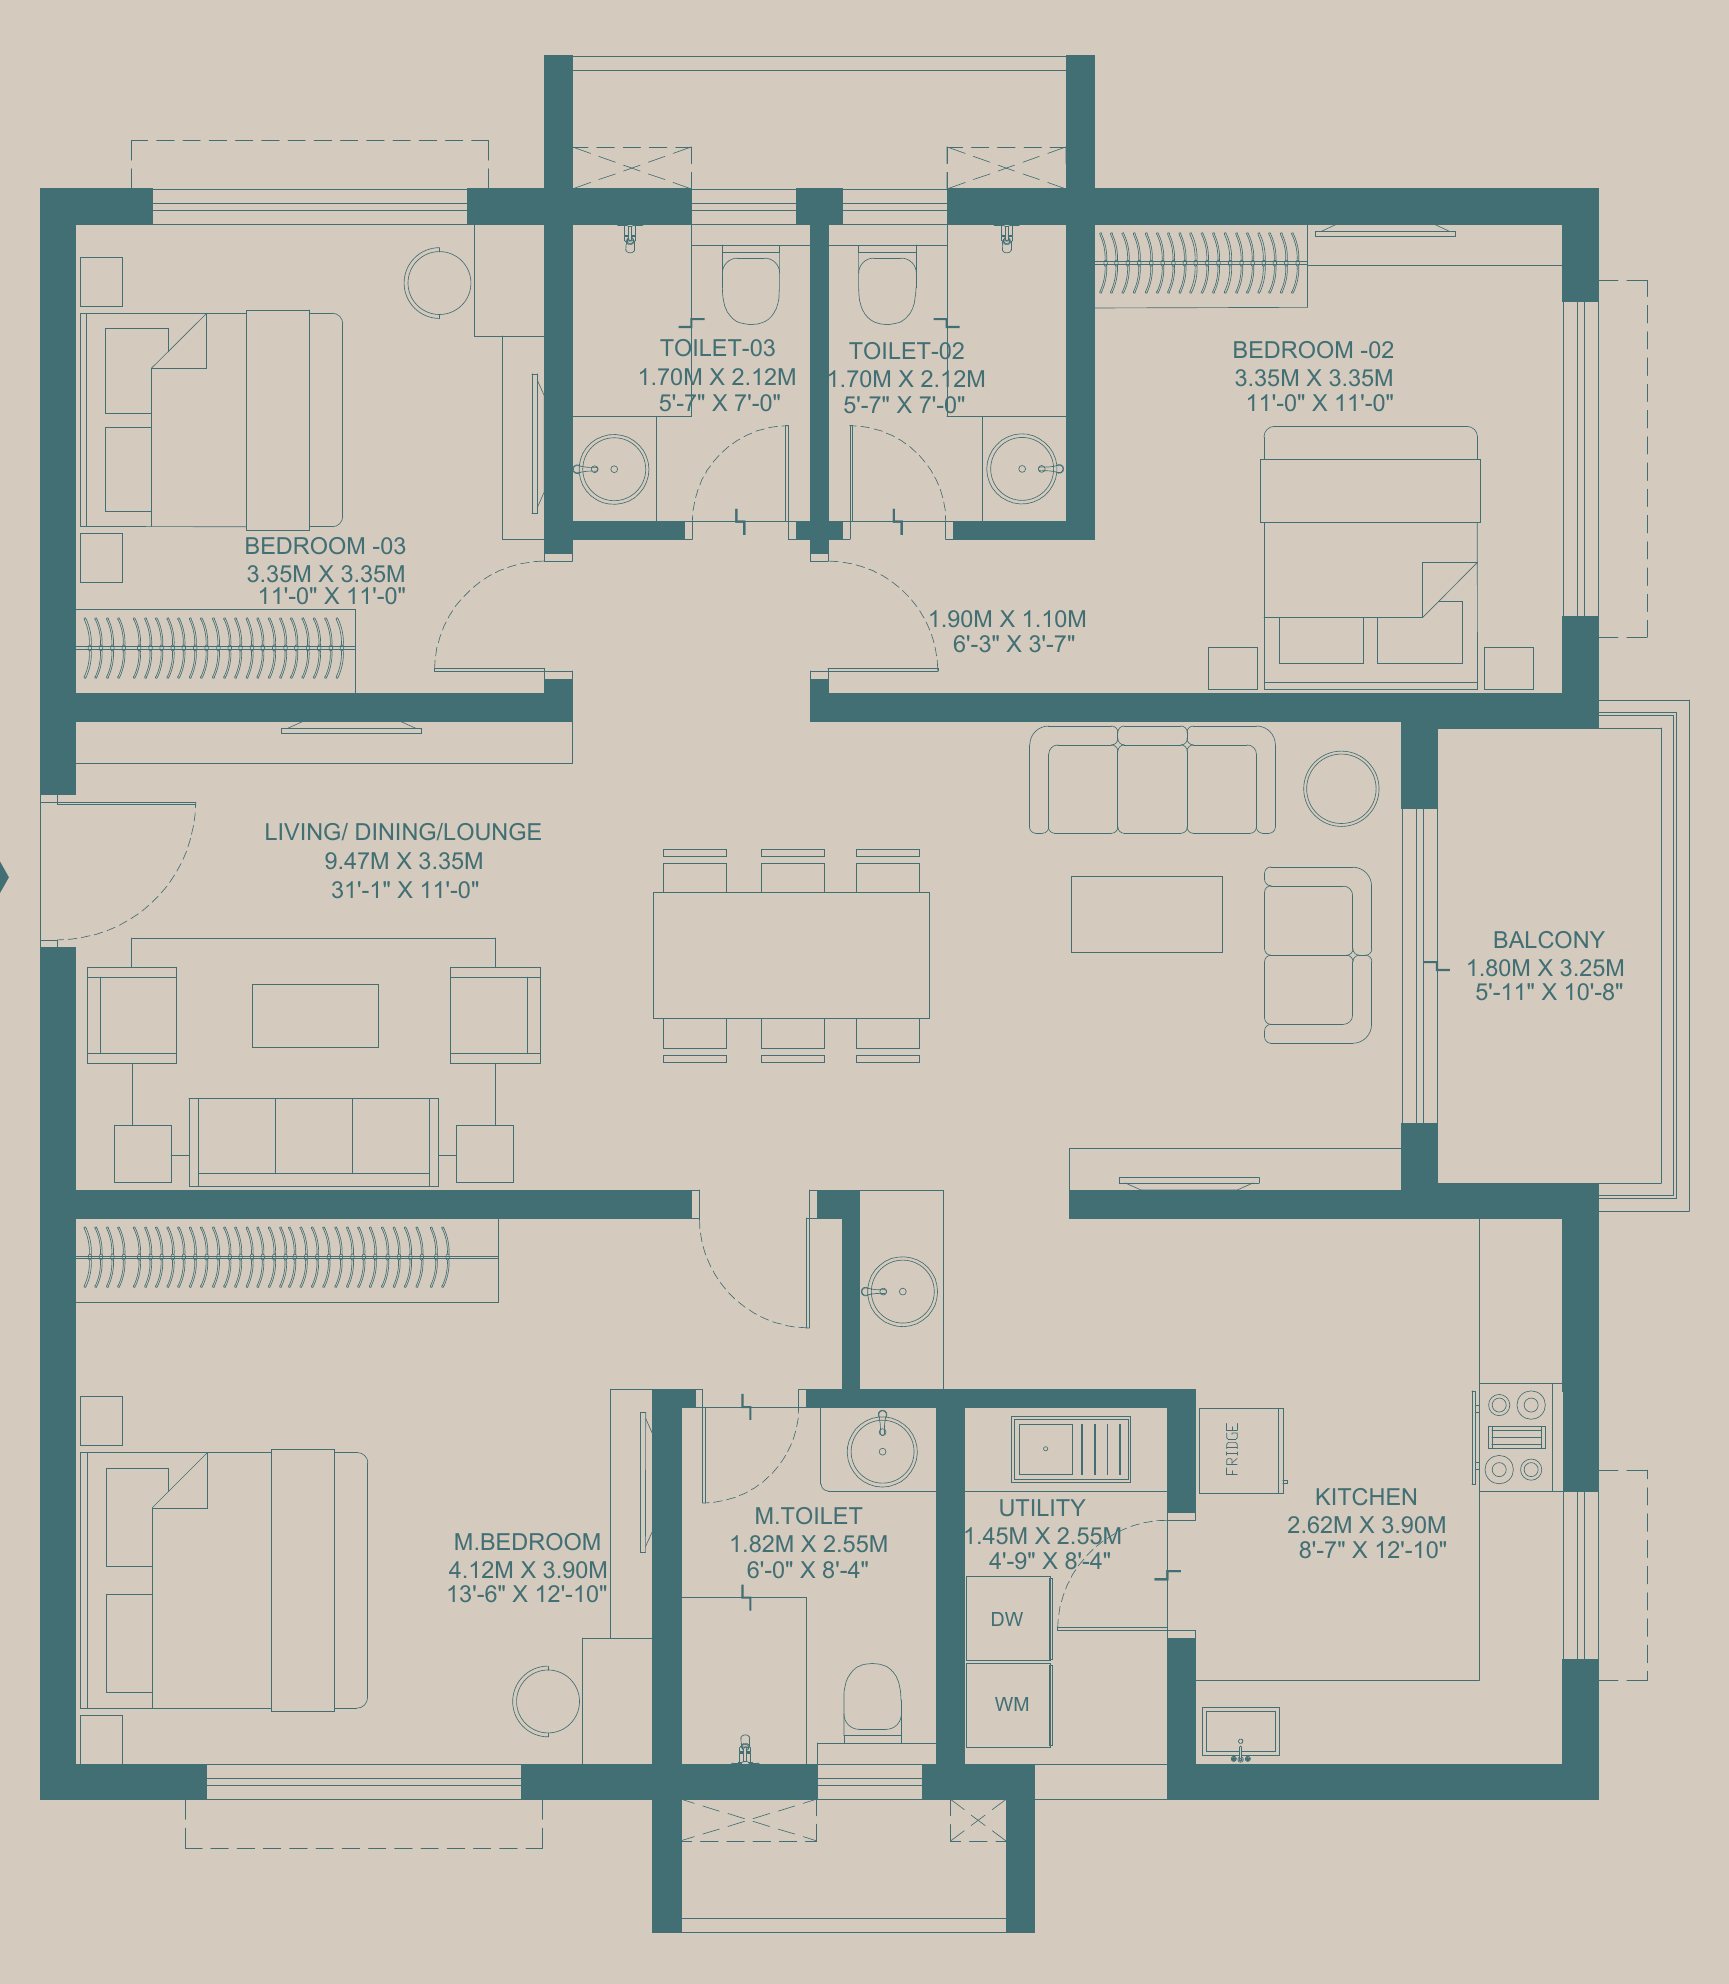 TOILET-03
1.70M X 2.12M
5'-7" X 7'-0"
TOILET-02
1.70M X 2.12M
5'-7" X 7'-0"
BEDROOM -02
3.35M X 3.35M
11'-0" X 11'-0"
BEDROOM -03
3.35M X 3.35M
11'-0" X 11'-0"
1.90M X 1.10M
6'-3" X 3'-7"
LIVING/ DINING/LOUNGE
9.47M X 3.35M
31'-1" X 11'-0"
BALCONY
1.80M X 3.25M
5'-11" X 10'-8"
FRIDGE
M.BEDROOM
4.12M X 3.90M
13'-6" X 12'-10"
M.TOILET
1.82M X 2.55M
6'-0" X 8'-4"
UTILITY
1.45M X 2.55M
4'-9" X 8'-4"
KITCHEN
2.62M X 3.90M
8'-7" X 12'-10"
DW
WM